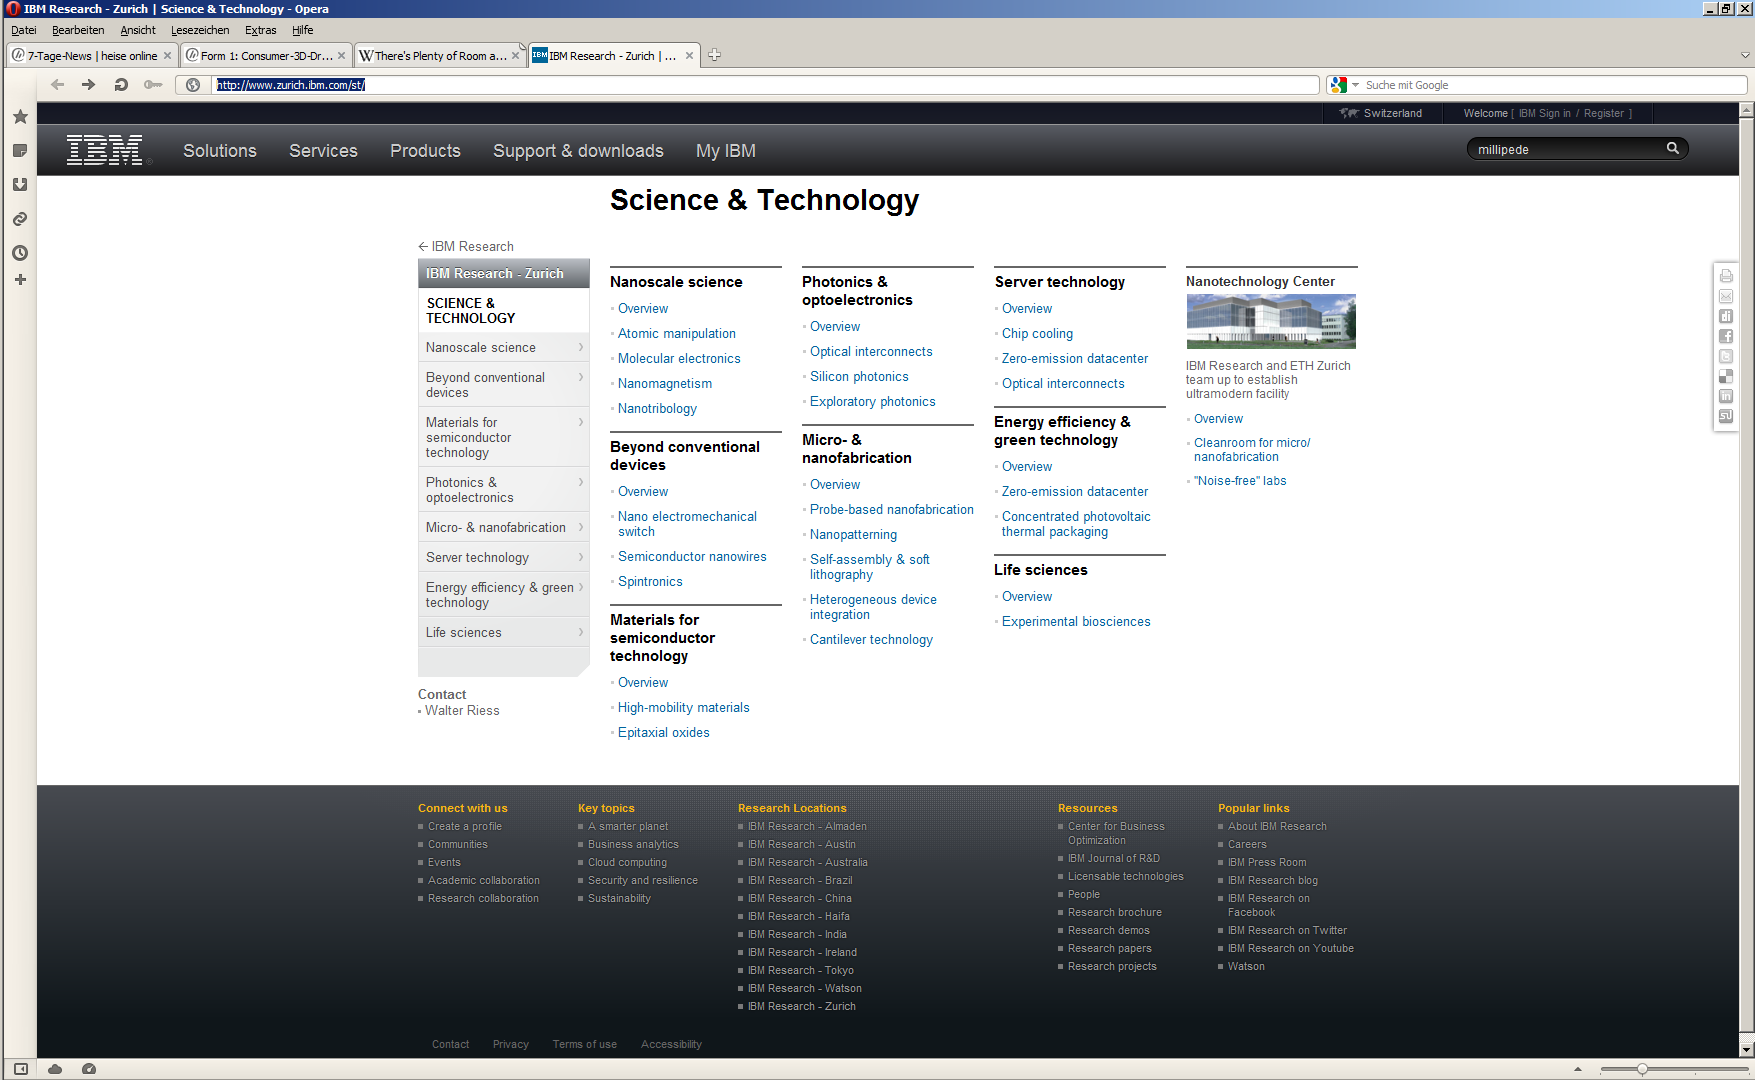 IBM Research - Zurich | Science & Technology - Opera
Datei Bearbeiten Ansicht Lesezeichen Extras Hilfe
7-Tage-News | heise online
Form 1: Consumer-3D-Dr...
There's Plenty of Room a...
IBM IBM Research - Zurich | ...
http://www.zurich.ibm.com/st/
Suche mit Google
Switzerland
Welcome [ IBM Sign in / Register ]
IBM
Solutions Services Products Support & downloads My IBM
millipede
Science & Technology
← IBM Research
IBM Research - Zurich
SCIENCE &
TECHNOLOGY
Nanoscale science
Beyond conventional
devices
Materials for
semiconductor
technology
Photonics &
optoelectronics
Micro- & nanofabrication
Server technology
Energy efficiency & green
technology
Life sciences
Contact
Walter Riess
Nanoscale science
Overview
Atomic manipulation
Molecular electronics
Nanomagnetism
Nanotribology
Beyond conventional
devices
Overview
Nano electromechanical
switch
Semiconductor nanowires
Spintronics
Materials for
semiconductor
technology
Overview
High-mobility materials
Epitaxial oxides
Photonics &
optoelectronics
Overview
Optical interconnects
Silicon photonics
Exploratory photonics
Micro- &
nanofabrication
Overview
Probe-based nanofabrication
Nanopatterning
Self-assembly & soft
lithography
Heterogeneous device
integration
Cantilever technology
Server technology
Overview
Chip cooling
Zero-emission datacenter
Optical interconnects
Energy efficiency &
green technology
Overview
Zero-emission datacenter
Concentrated photovoltaic
thermal packaging
Life sciences
Overview
Experimental biosciences
Nanotechnology Center
IBM Research and ETH Zurich
team up to establish
ultramodern facility
Overview
Cleanroom for micro/
nanofabrication
"Noise-free" labs
Connect with us
Create a profile
Communities
Events
Academic collaboration
Research collaboration
Key topics
A smarter planet
Business analytics
Cloud computing
Security and resilience
Sustainability
Research Locations
IBM Research - Almaden
IBM Research - Austin
IBM Research - Australia
IBM Research - Brazil
IBM Research - China
IBM Research - Haifa
IBM Research - India
IBM Research - Ireland
IBM Research - Tokyo
IBM Research - Watson
IBM Research - Zurich
Resources
Center for Business
Optimization
IBM Journal of R&D
Licensable technologies
People
Research brochure
Research demos
Research papers
Research projects
Popular links
About IBM Research
Careers
IBM Press Room
IBM Research blog
IBM Research on
Facebook
IBM Research on Twitter
IBM Research on Youtube
Watson
Contact Privacy Terms of use Accessibility